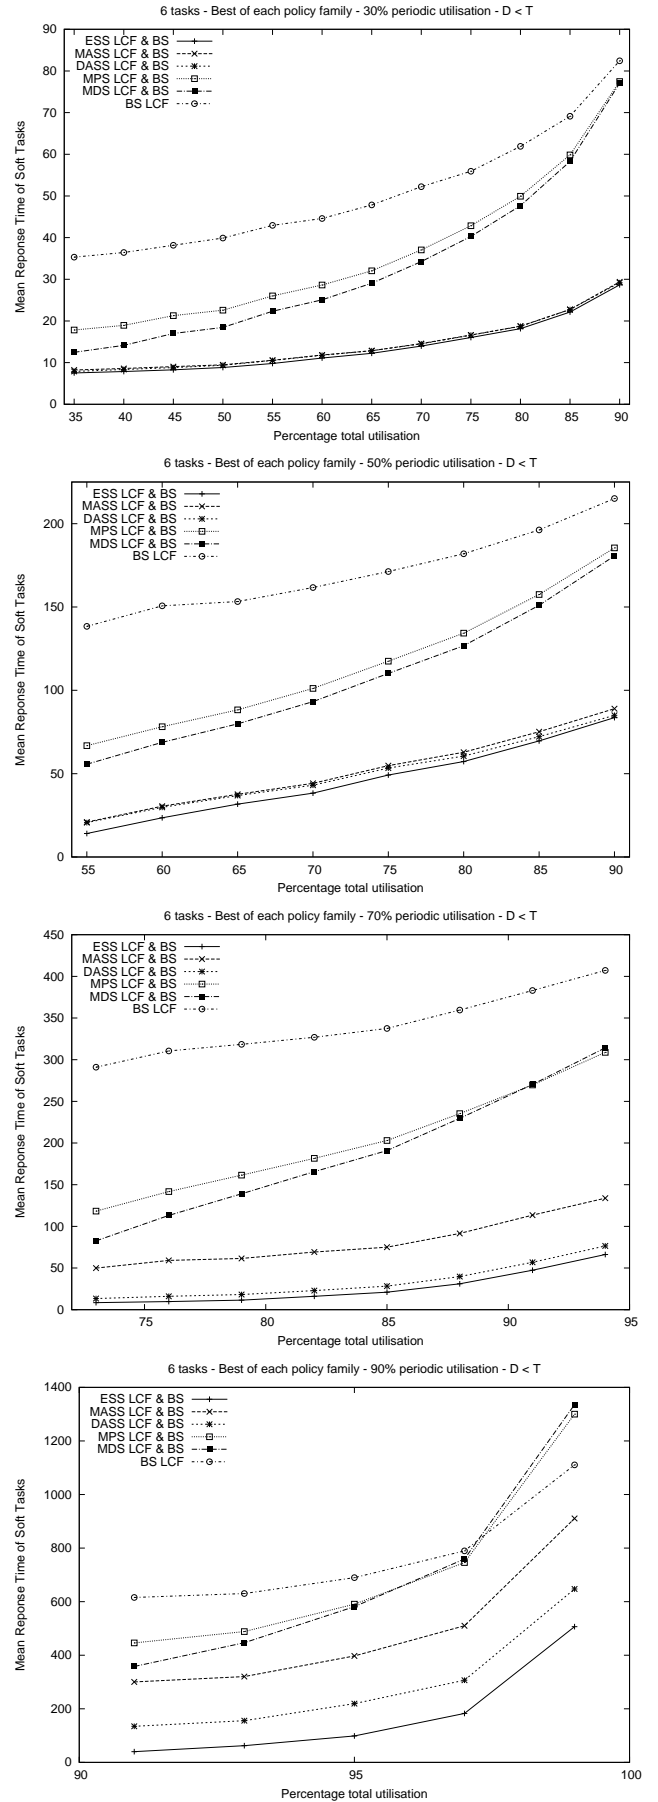 6 tasks - Best of each policy family - 30% periodic utilisation - D < T
90
80
70
60
50
40
30
20
10
0
Mean Reponse Time of Soft Tasks
ESS LCF & BS
MASS LCF & BS
DASS LCF & BS
MPS LCF & BS
MDS LCF & BS
BS LCF
35 40 45 50 55 60 65 70 75 80 85 90
Percentage total utilisation
6 tasks - Best of each policy family - 50% periodic utilisation - D < T
200
150
100
50
0
Mean Reponse Time of Soft Tasks
ESS LCF & BS
MASS LCF & BS
DASS LCF & BS
MPS LCF & BS
MDS LCF & BS
BS LCF
55 60 65 70 75 80 85 90
Percentage total utilisation
6 tasks - Best of each policy family - 70% periodic utilisation - D < T
450
400
350
300
250
200
150
100
50
0
Mean Reponse Time of Soft Tasks
ESS LCF & BS
MASS LCF & BS
DASS LCF & BS
MPS LCF & BS
MDS LCF & BS
BS LCF
75 80 85 90 95
Percentage total utilisation
6 tasks - Best of each policy family - 90% periodic utilisation - D < T
1400
1200
1000
800
600
400
200
0
Mean Reponse Time of Soft Tasks
ESS LCF & BS
MASS LCF & BS
DASS LCF & BS
MPS LCF & BS
MDS LCF & BS
BS LCF
90 95 100
Percentage total utilisation